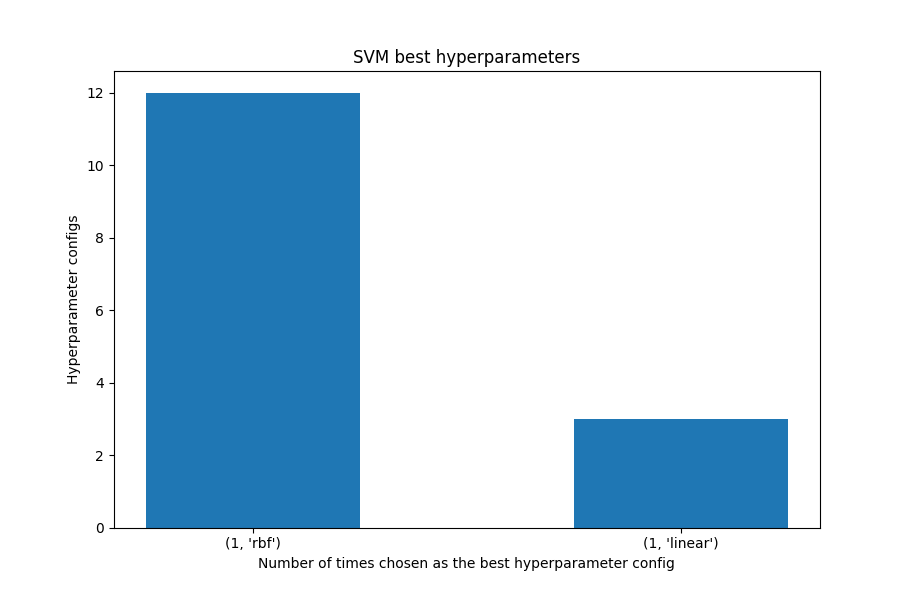 SVM best hyperparameters
12
10
8
6
4
2
0
Hyperparameter configs
(1, 'rbf')
(1, 'linear')
Number of times chosen as the best hyperparameter config